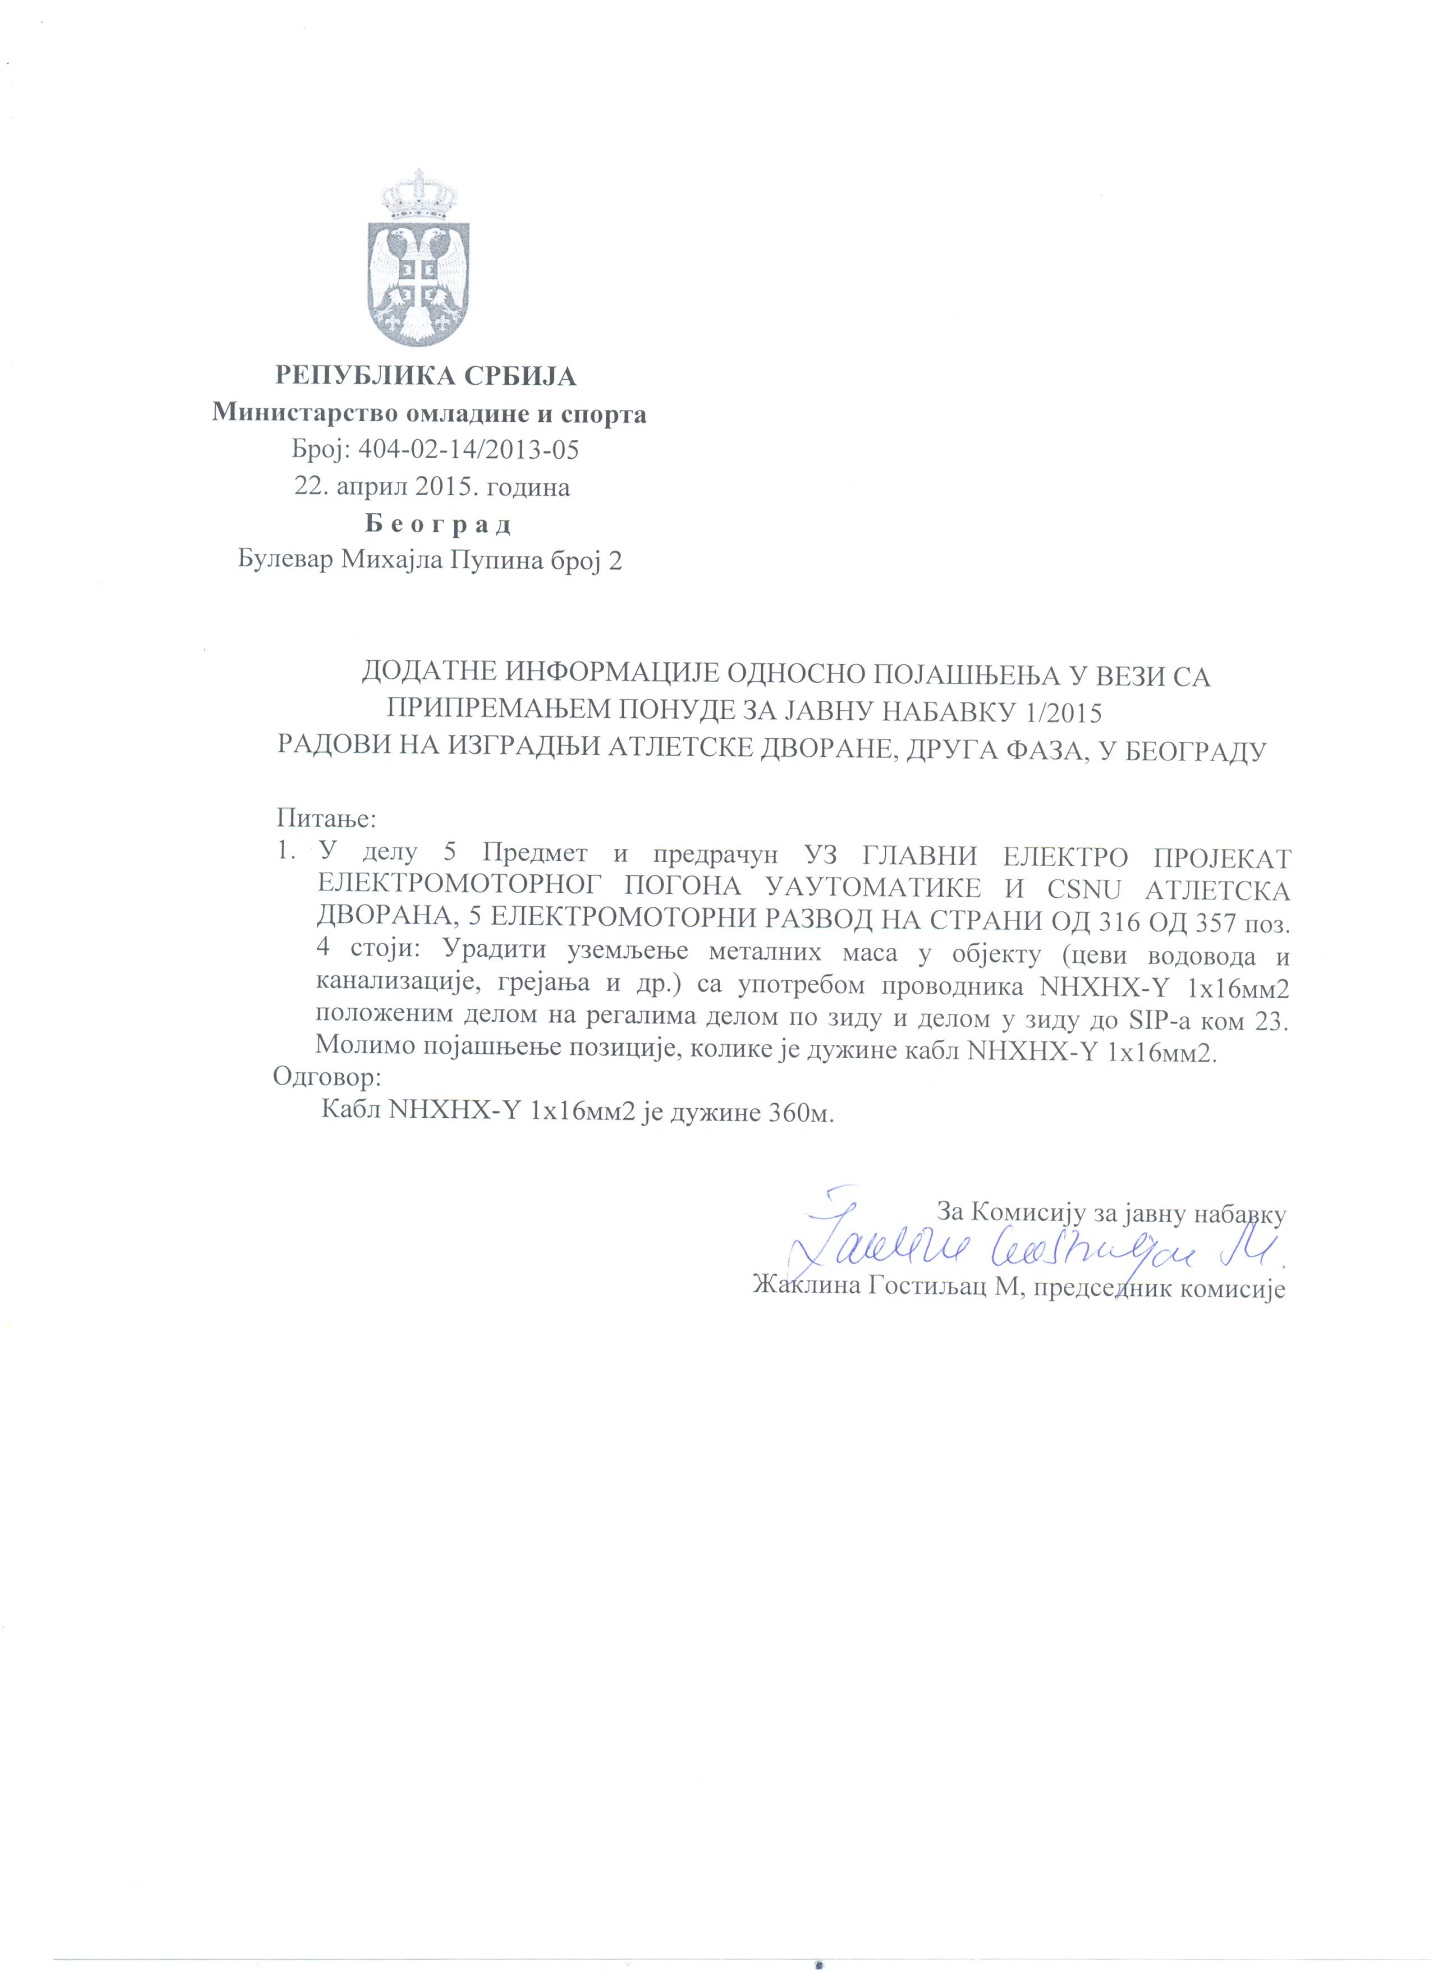 РЕПУБЛИКА СРБИЈА
Министарство омладине и спорта
Број: 404-02-14/2013-05
22. април 2015. година
Б е о г р а д
Булевар Михајла Пупина број 2
ДОДАТНЕ ИНФОРМАЦИЈЕ ОДНОСНО ПОЈАШЊЕЊА У ВЕЗИ СА
ПРИПРЕМАЊЕМ ПОНУДЕ ЗА ЈАВНУ НАБАВКУ 1/2015
РАДОВИ НА ИЗГРАДЊИ АТЛЕТСКЕ ДВОРАНЕ, ДРУГА ФАЗА, У БЕОГРАДУ
Питање:
1. У делу 5 Предмет и предрачун УЗ ГЛАВНИ ЕЛЕКТРО ПРОЈЕКАТ
ЕЛЕКТРОМОТОРНОГ ПОГОНА УАУТОМАТИКЕ И CSNU АТЛЕТСКА
ДВОРАНА, 5 ЕЛЕКТРОМОТОРНИ РАЗВОД НА СТРАНИ ОД 316 ОД 357 поз.
4 стоји: Урадити уземљење металних маса у објекту (цеви водовода и
канализације, грејања и др.) са употребом проводника NHXHX-Y 1x16мм2
положеним делом на регалима делом по зиду и делом у зиду до SIP-а ком 23.
Молимо појашњење позиције, колике је дужине кабл NHXHX-Y 1x16мм2.
Одговор:
Кабл NHXHX-Y 1x16мм2 је дужине 360м.
За Комисију за јавну набавку
Жаклина Гостиљац М, председник комисије